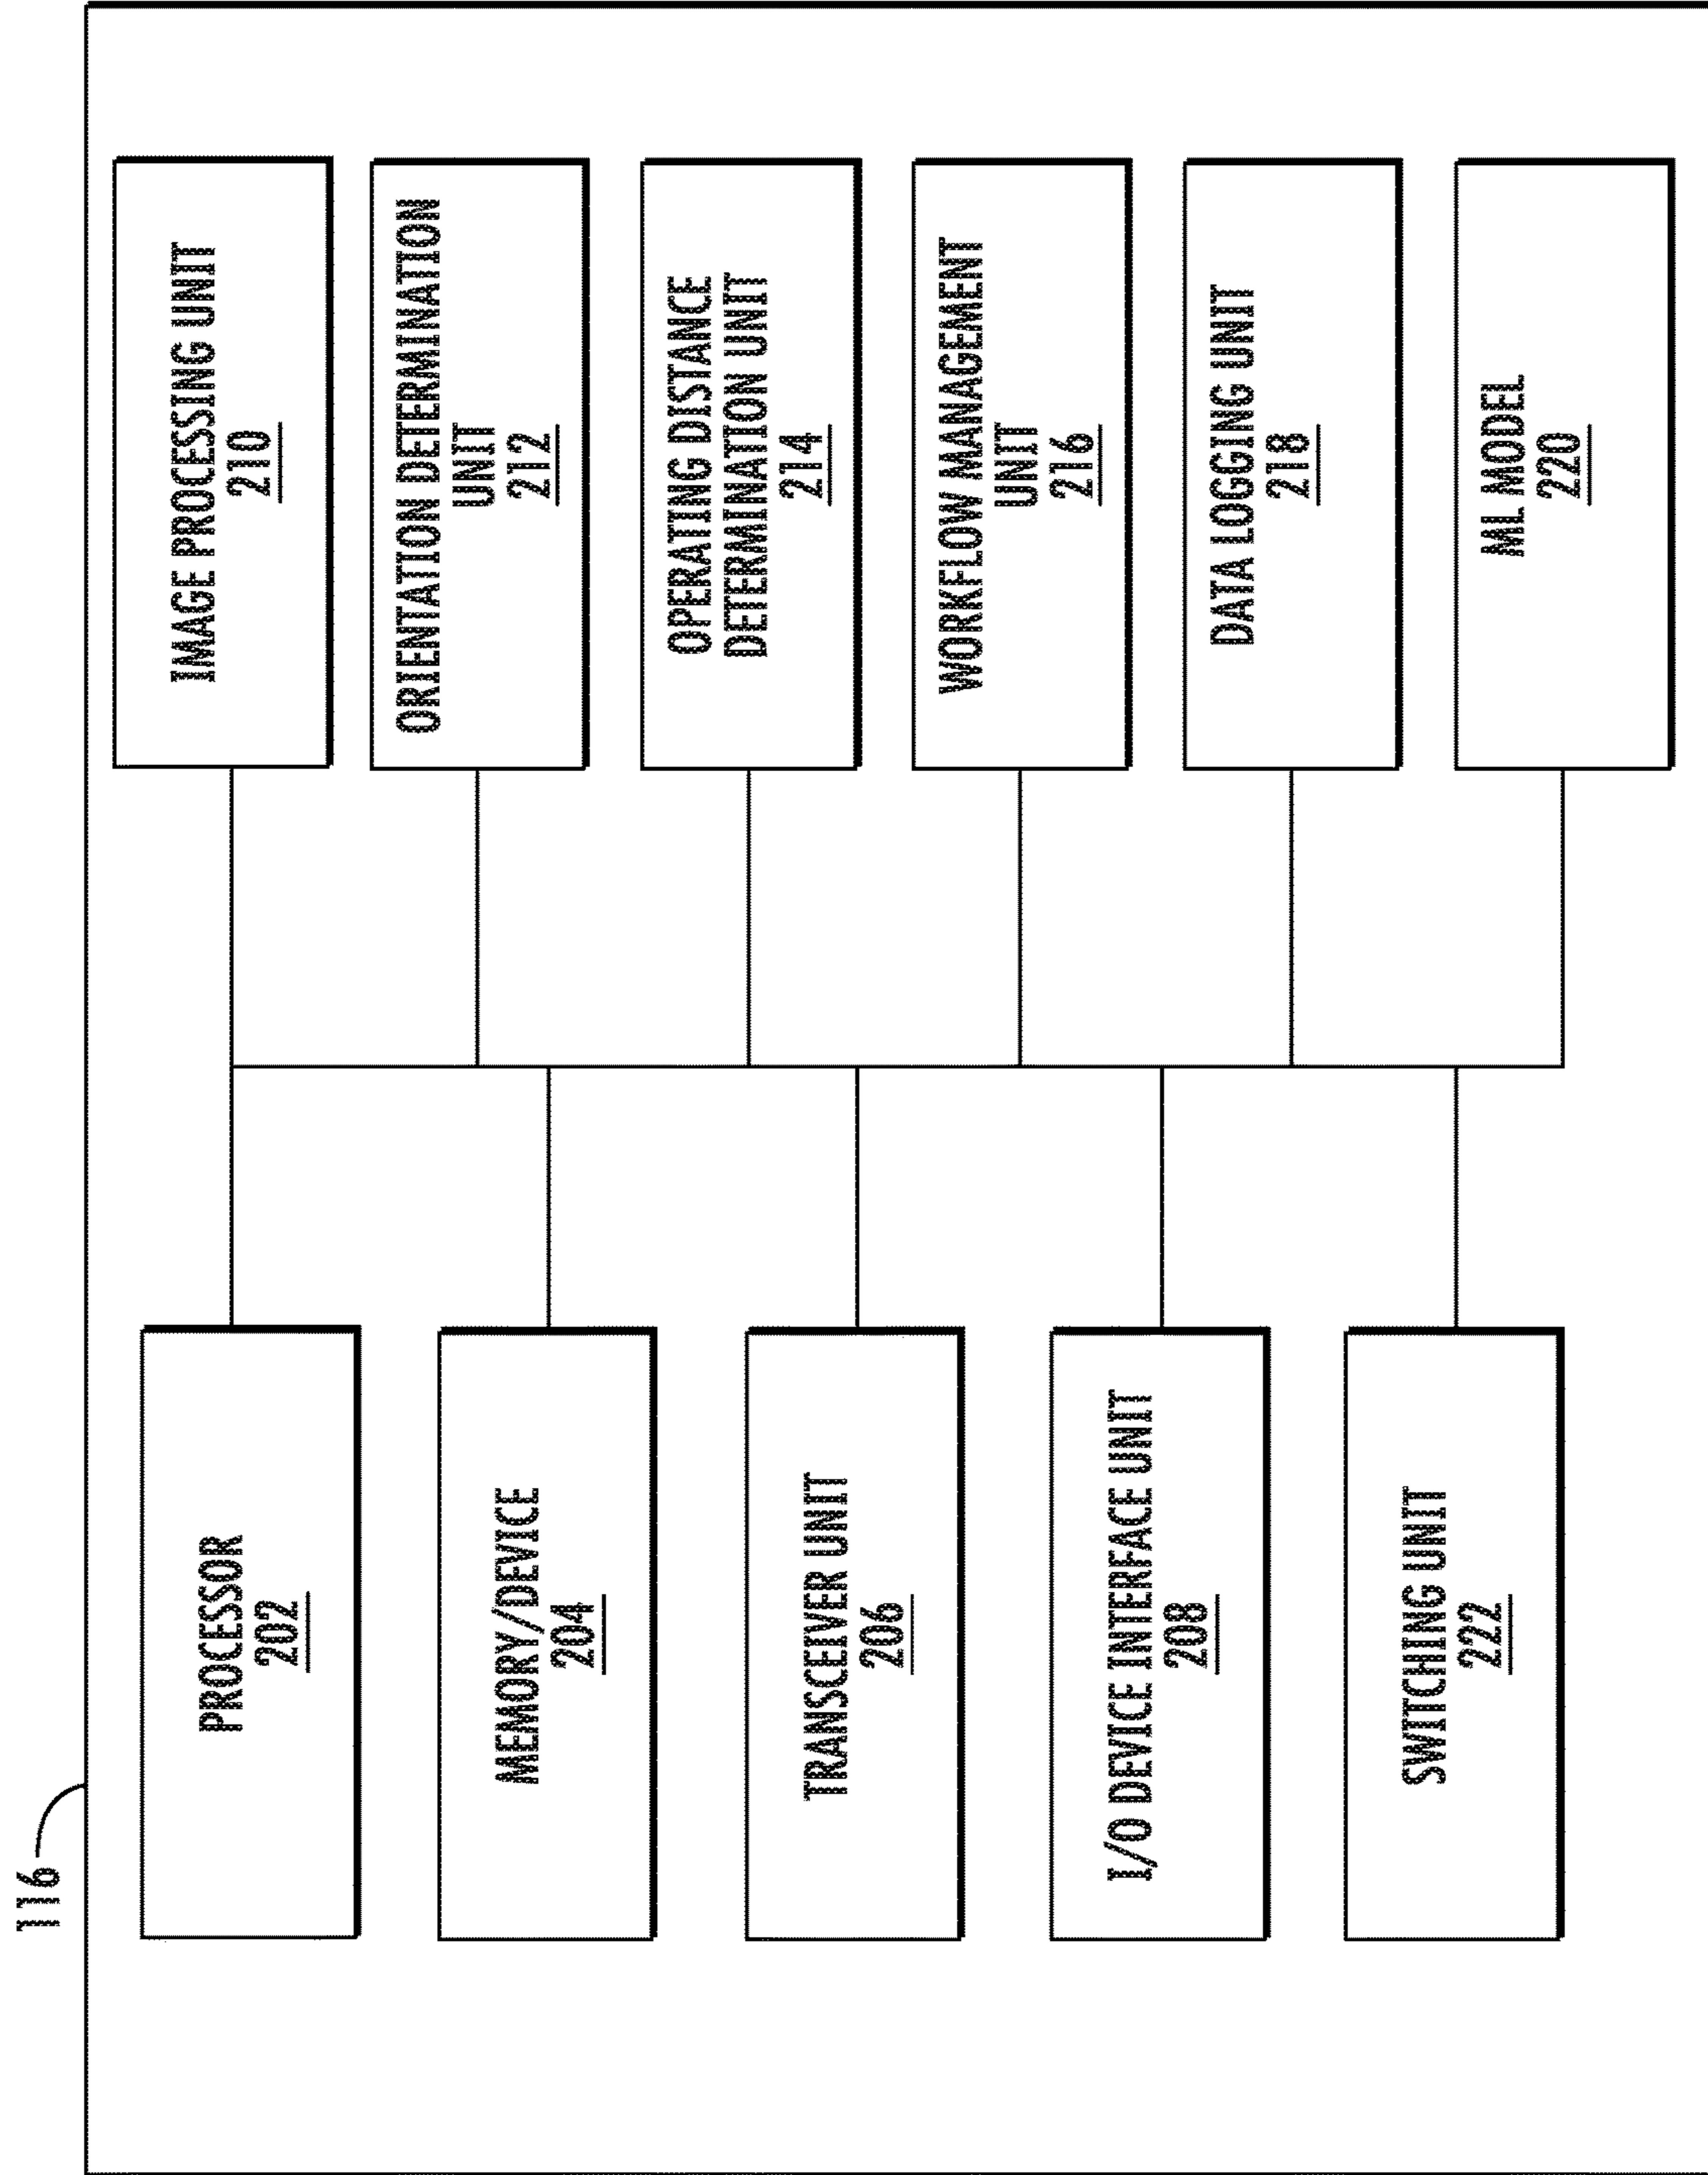 116
PROCESSOR
202
MEMORY/DEVICE
204
TRANSCEIVER UNIT
206
I/O DEVICE INTERFACE UNIT
208
SWITCHING UNIT
222
IMAGE PROCESSING UNIT
210
ORIENTATION DETERMINATION
UNIT
212
OPERATING DISTANCE
DETERMINATION UNIT
214
WORKFLOW MANAGEMENT
UNIT
216
DATA LOGGING UNIT
218
ML MODEL
220